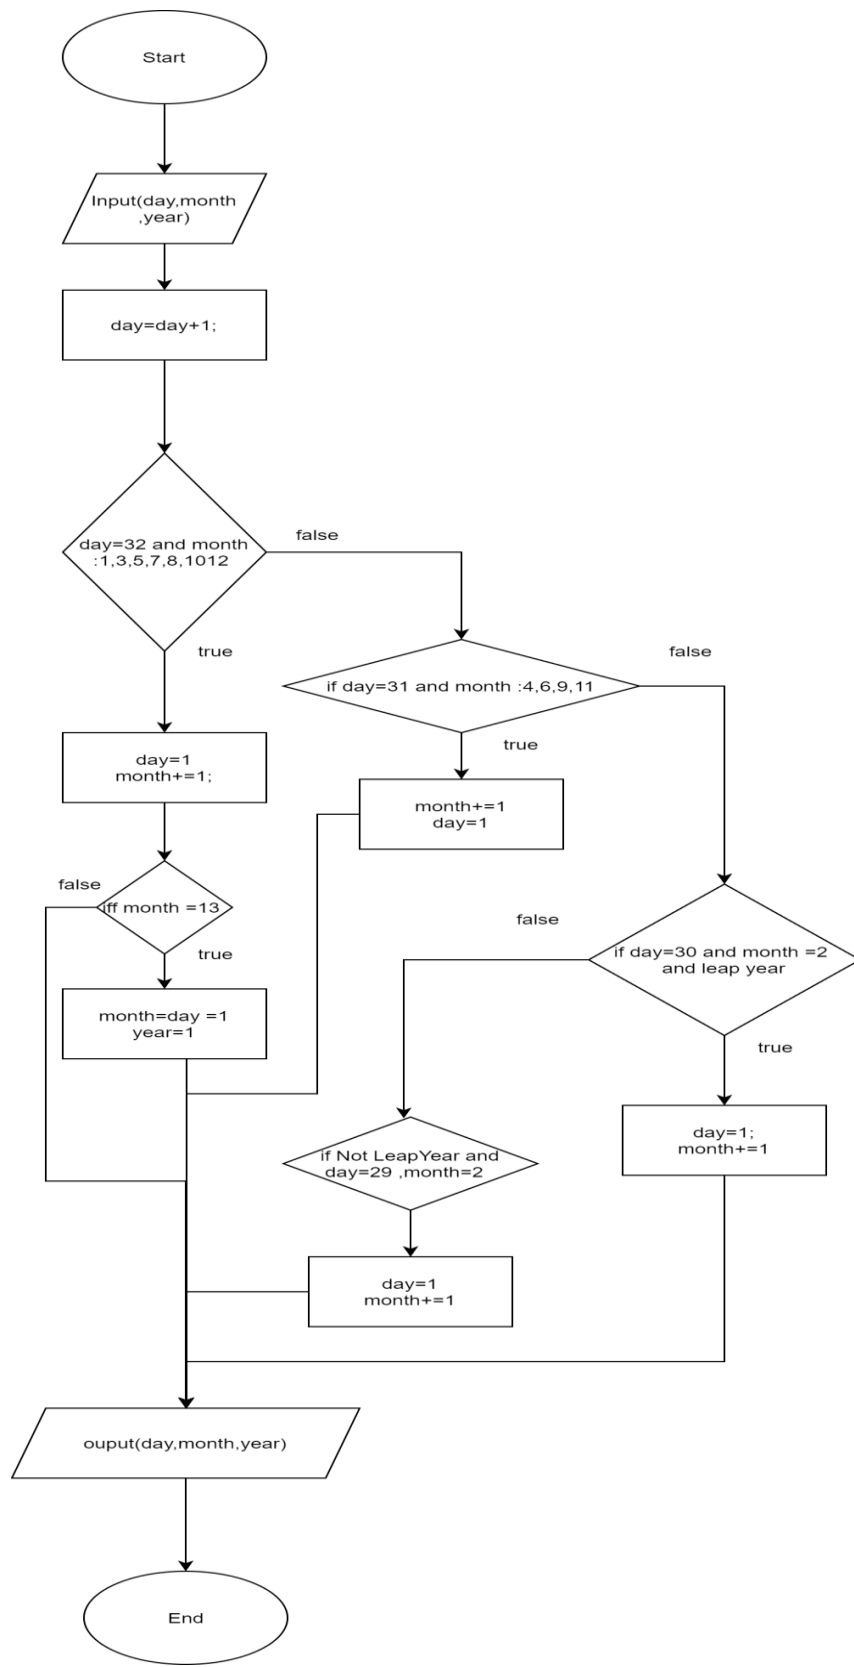 Start
Input(day,month
,year)
day=day+1;
day=32 and month
:1,3,5,7,8,1012
false
true
if day=31 and month :4,6,9,11
false
true
day=1
month+=1;
month+=1
day=1
false
iff month =13
true
month=day =1
year=1
if day=30 and month =2
and leap year
false
true
if Not LeapYear and
day=29 ,month=2
day=1;
month+=1
day=1
month+=1
ouput(day,month,year)
End